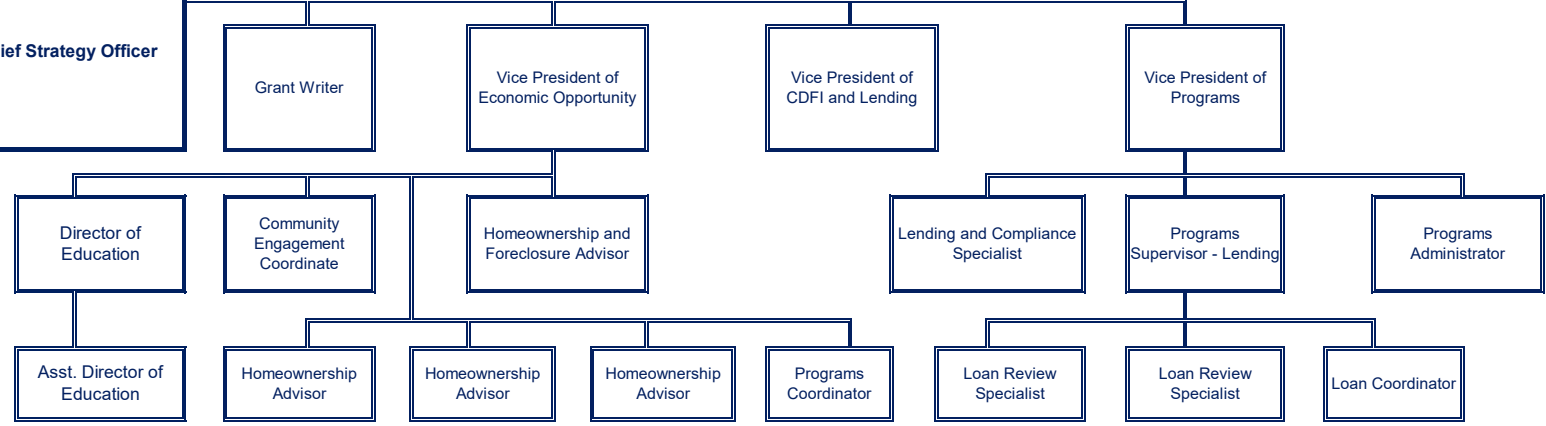 ief Strategy Officer
Grant Writer
Vice President of
Economic Opportunity
Vice President of
CDFI and Lending
Vice President of
Programs
Director of
Education
Community
Engagement
Coordinate
Homeownership and
Foreclosure Advisor
Lending and Compliance
Specialist
Programs
Supervisor - Lending
Programs
Administrator
Asst. Director of
Education
Homeownership
Advisor
Homeownership
Advisor
Homeownership
Advisor
Programs
Coordinator
Loan Review
Specialist
Loan Review
Specialist
Loan Coordinator